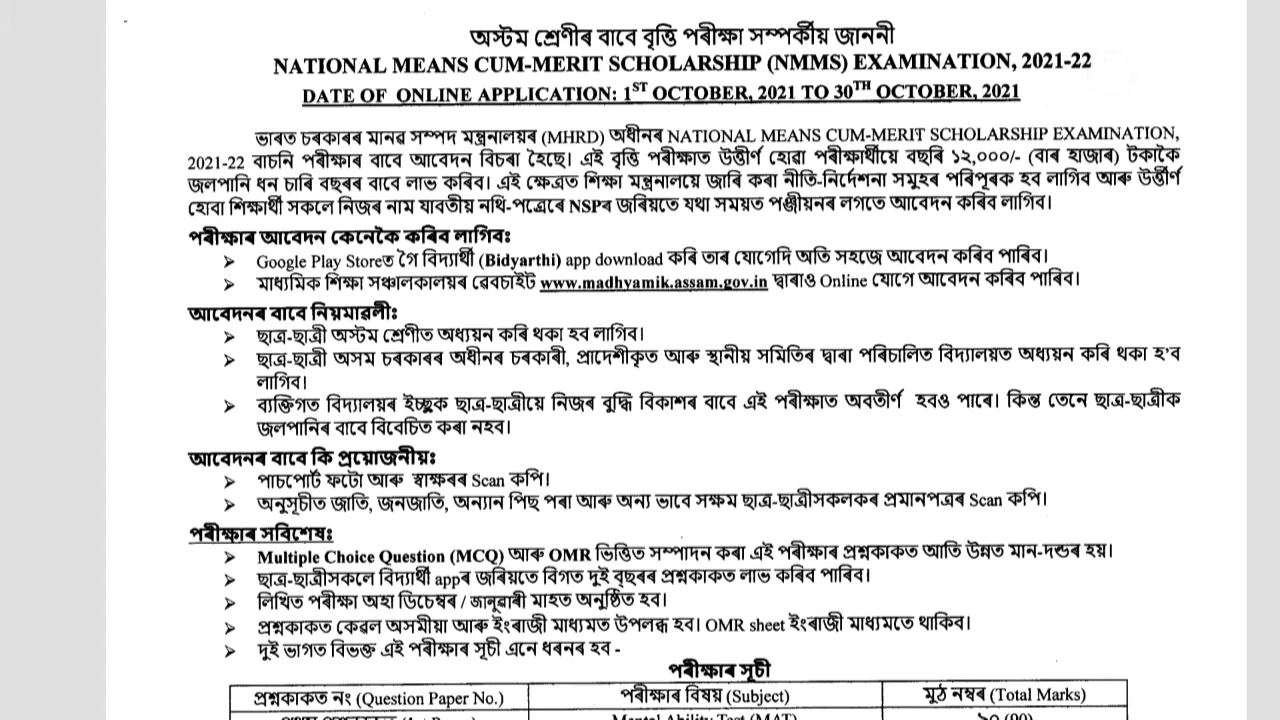 অস্টম শ্ৰেণীৰ বাবে বৃত্তি পৰীক্ষা সম্পৰ্কীয় জাননী
NATIONAL MEANS CUM-MERIT SCHOLARSHIP (NMMS) EXAMINATION, 2021-22
DATE OF ONLINE APPLICATION: 1ST OCTOBER, 2021 TO 30TH OCTOBER, 2021
ভাৰত চৰকাৰৰ মানৱ সম্পদ মন্ত্ৰনালয়ৰ (MHRD) অধীনৰ NATIONAL MEANS CUM-MERIT SCHOLARSHIP EXAMINATION,
2021-22 বাচনি পৰীক্ষাৰ বাবে আবেদন বিচৰা হৈছে। এই বৃত্তি পৰীক্ষাত উৰ্ত্তীৰ্ণ হোৱা পৰীক্ষাৰ্থীয়ে বছৰি ১২,০০০/- (বাৰ হাজাৰ) টকাকৈ
জলপানি ধন চাৰি বছৰৰ বাবে লাভ কৰিব। এই ক্ষেত্ৰত শিক্ষা মন্ত্ৰনালয়ে জাৰি কৰা নীতি-নিৰ্দেশনা সমূহৰ পৰিপূৰক হব লাগিব আৰু উৰ্ত্তীৰ্ণ
হোবা শিক্ষাৰ্থী সকলে নিজৰ নাম যাবতীয় নথি-পত্ৰেৰে NSPৰ জৰিয়তে যথা সময়ত পঞ্জীয়নৰ লগতে আবেদন কৰিব লাগিব।
পৰীক্ষাৰ আবেদন কেনেকৈ কৰিব লাগিবঃ
➢ Google Play Storeত গৈ বিদ্যাৰ্থী (Bidyarthi) app download কৰি তাৰ যোগেদি অতি সহজে আবেদন কৰিব পাৰিব।
➢ মাধ্যমিক শিক্ষা সঞ্চালকালয়ৰ ৱেবচাইট www.madhyamik.assam.gov.in দ্বাৰাও Online যোগে আবেদন কৰিব পাৰিব।
আবেদনৰ বাবে নিয়মাৱলীঃ
➢ ছাত্ৰ-ছাত্ৰী অস্টম শ্ৰেণীত অধ্যয়ন কৰি থকা হব লাগিব।
➢ ছাত্ৰ-ছাত্ৰী অসম চৰকাৰৰ অধীনৰ চৰকাৰী, প্ৰাদেশীকৃত আৰু স্থানীয় সমিতিৰ দ্বাৰা পৰিচালিত বিদ্যালয়ত অধ্যয়ন কৰি থকা হ'ব
লাগিব।
➢ ব্যক্তিগত বিদ্যালয়ৰ ইচ্ছুক ছাত্ৰ-ছাত্ৰীয়ে নিজৰ বুদ্ধি বিকাশৰ বাবে এই পৰীক্ষাত অবতীৰ্ণ হবও পাৰে। কিন্ত তেনে ছাত্ৰ-ছাত্ৰীক
জলপানিৰ বাবে বিবেচিত কৰা নহব।
আবেদনৰ বাবে কি প্ৰয়োজনীয়ঃ
➢ পাচপোৰ্ট ফটো আৰু স্বাক্ষৰৰ Scan কপি।
➢ অনুসূচীত জাতি, জনজাতি, অন্যান পিছ পৰা আৰু অন্য ভাবে সক্ষম ছাত্ৰ-ছাত্ৰীসকলকৰ প্ৰমানপত্ৰৰ Scan কপি।
পৰীক্ষাৰ সবিশেষঃ
➢ Multiple Choice Question (MCQ) আৰু OMR ভিত্তিত সম্পাদন কৰা এই পৰীক্ষাৰ প্ৰশ্নকাকত আতি উন্নত মান-দন্ডৰ হয়।
➢ ছাত্ৰ-ছাত্ৰীসকলে বিদ্যাৰ্থী appৰ জৰিয়তে বিগত দুই বৃছৰৰ প্ৰশ্নকাকত লাভ কৰিব পাৰিব।
➢ লিখিত পৰীক্ষা অহা ডিচেম্বৰ / জানুৱাৰী মাহত অনুষ্ঠিত হব।
➢ প্ৰশ্নকাকত কেৱল অসমীয়া আৰু ইংৰাজী মাধ্যমত উপলব্ধ হব। OMR sheet ইংৰাজী মাধ্যমতে থাকিব।
➢ দুই ভাগত বিভক্ত এই পৰীক্ষাৰ সূচী এনে ধৰনৰ হব -
পৰীক্ষাৰ সূচী
প্ৰশ্নকাকত নং (Question Paper No.) পৰীক্ষাৰ বিষয় (Subject) মুঠ নম্বৰ (Total Marks)
Mental Ability Test (MAT) ৯০ (90)